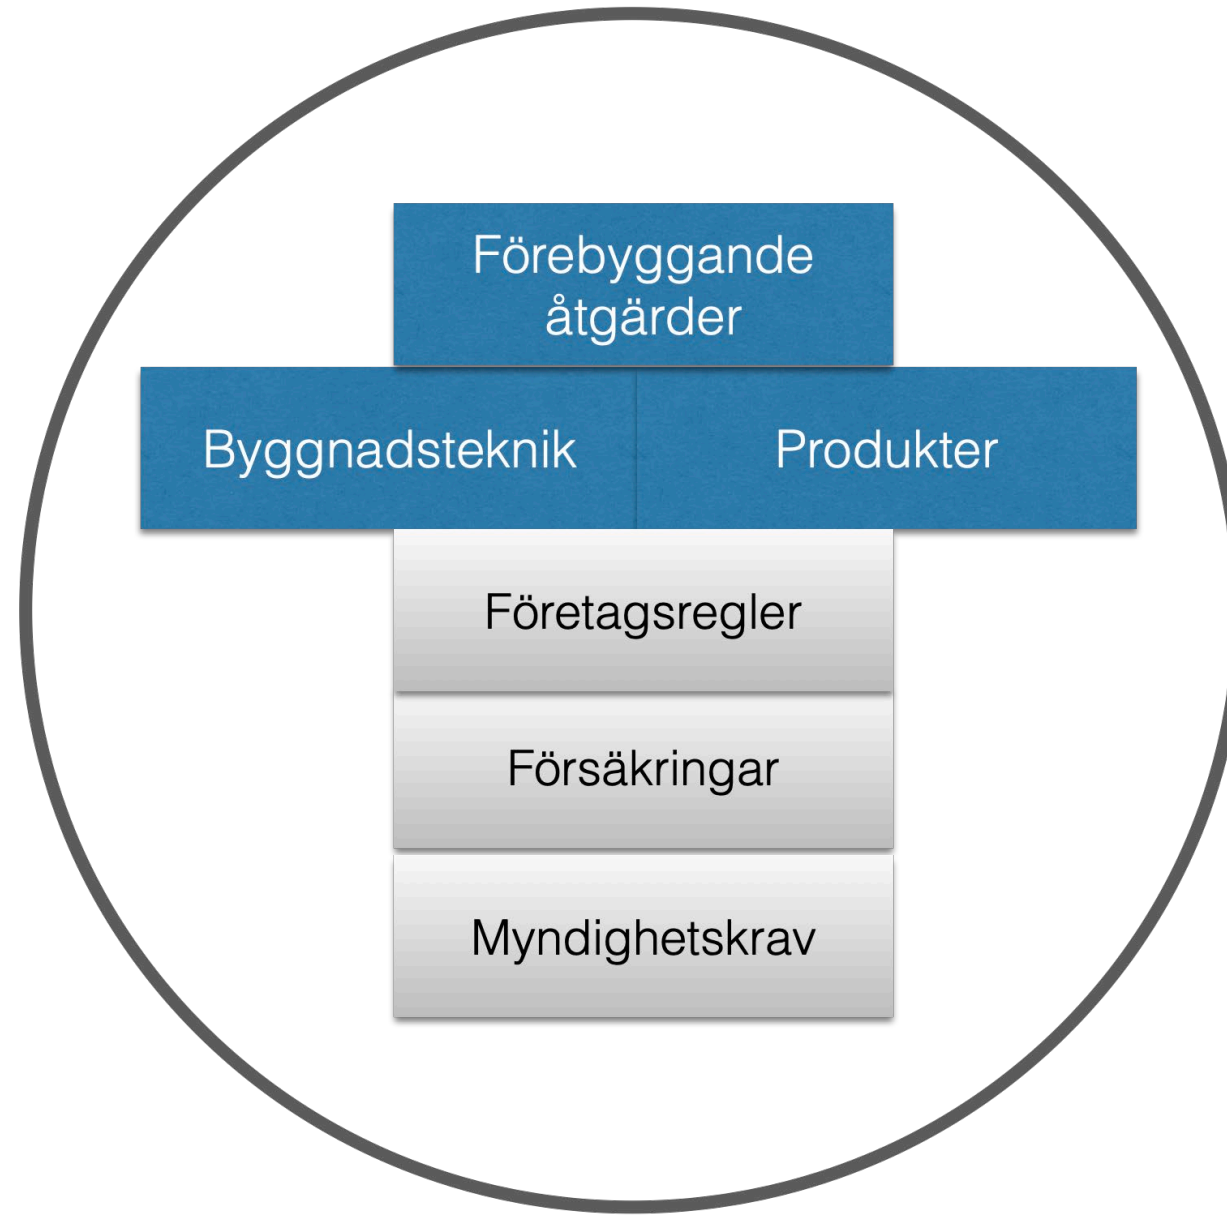 Förebyggande
åtgärder
Byggnadsteknik
Produkter
Företagsregler
Försäkringar
Myndighetskrav